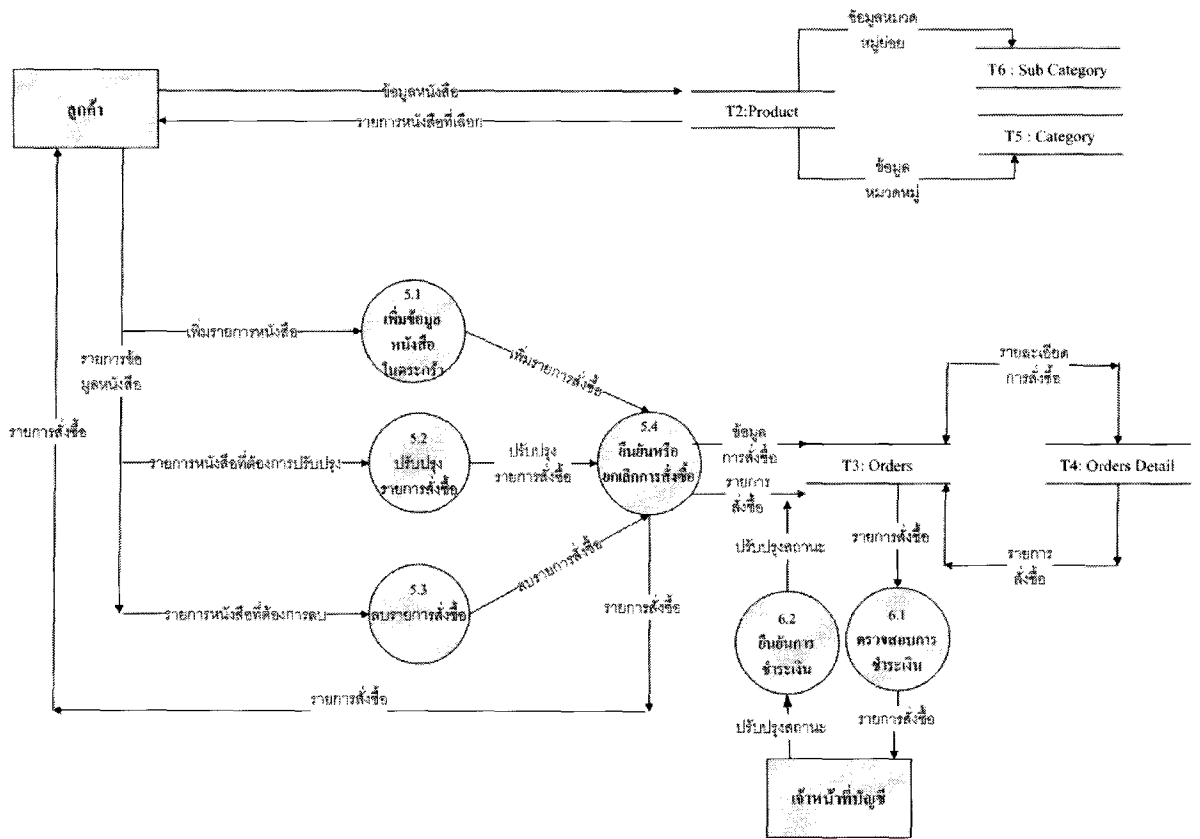 ข้อมูลหมวด
หมู่ย่อย
T6 : Sub Category
ลูกค้า
ข้อมูลหนังสือ
รายการหนังสือที่เลือก
T2:Product
T5 : Category
ข้อมูล
หมวดหมู่
5.1
เพิ่มข้อมูล
หนังสือ
ในตระกร้า
เพิ่มรายการหนังสือ
เพิ่มรายการสั่งซื้อ
รายการข้อ
มูลหนังสือ
รายละเอียด
การสั่งซื้อ
รายการสั่งซื้อ
5.2
ปรับปรุง
รายการสั่งซื้อ
รายการหนังสือที่ต้องการปรับปรุง
ปรับปรุง
รายการสั่งซื้อ
5.4
ยืนยันหรือ
ยกเลิกการสั่งซื้อ
ข้อมูล
การสั่งซื้อ
รายการ
สั่งซื้อ
T3: Orders
T4: Orders Detail
ปรับปรุงสถานะ
รายการสั่งซื้อ
รายการ
สั่งซื้อ
5.3
ลบรายการสั่งซื้อ
รายการหนังสือที่ต้องการลบ
ลบรายการสั่งซื้อ
รายการสั่งซื้อ
6.2
ยืนยันการ
ชำระเงิน
6.1
ตรวจสอบการ
ชำระเงิน
รายการสั่งซื้อ
ปรับปรุงสถานะ
รายการสั่งซื้อ
เจ้าหน้าที่บัญชี